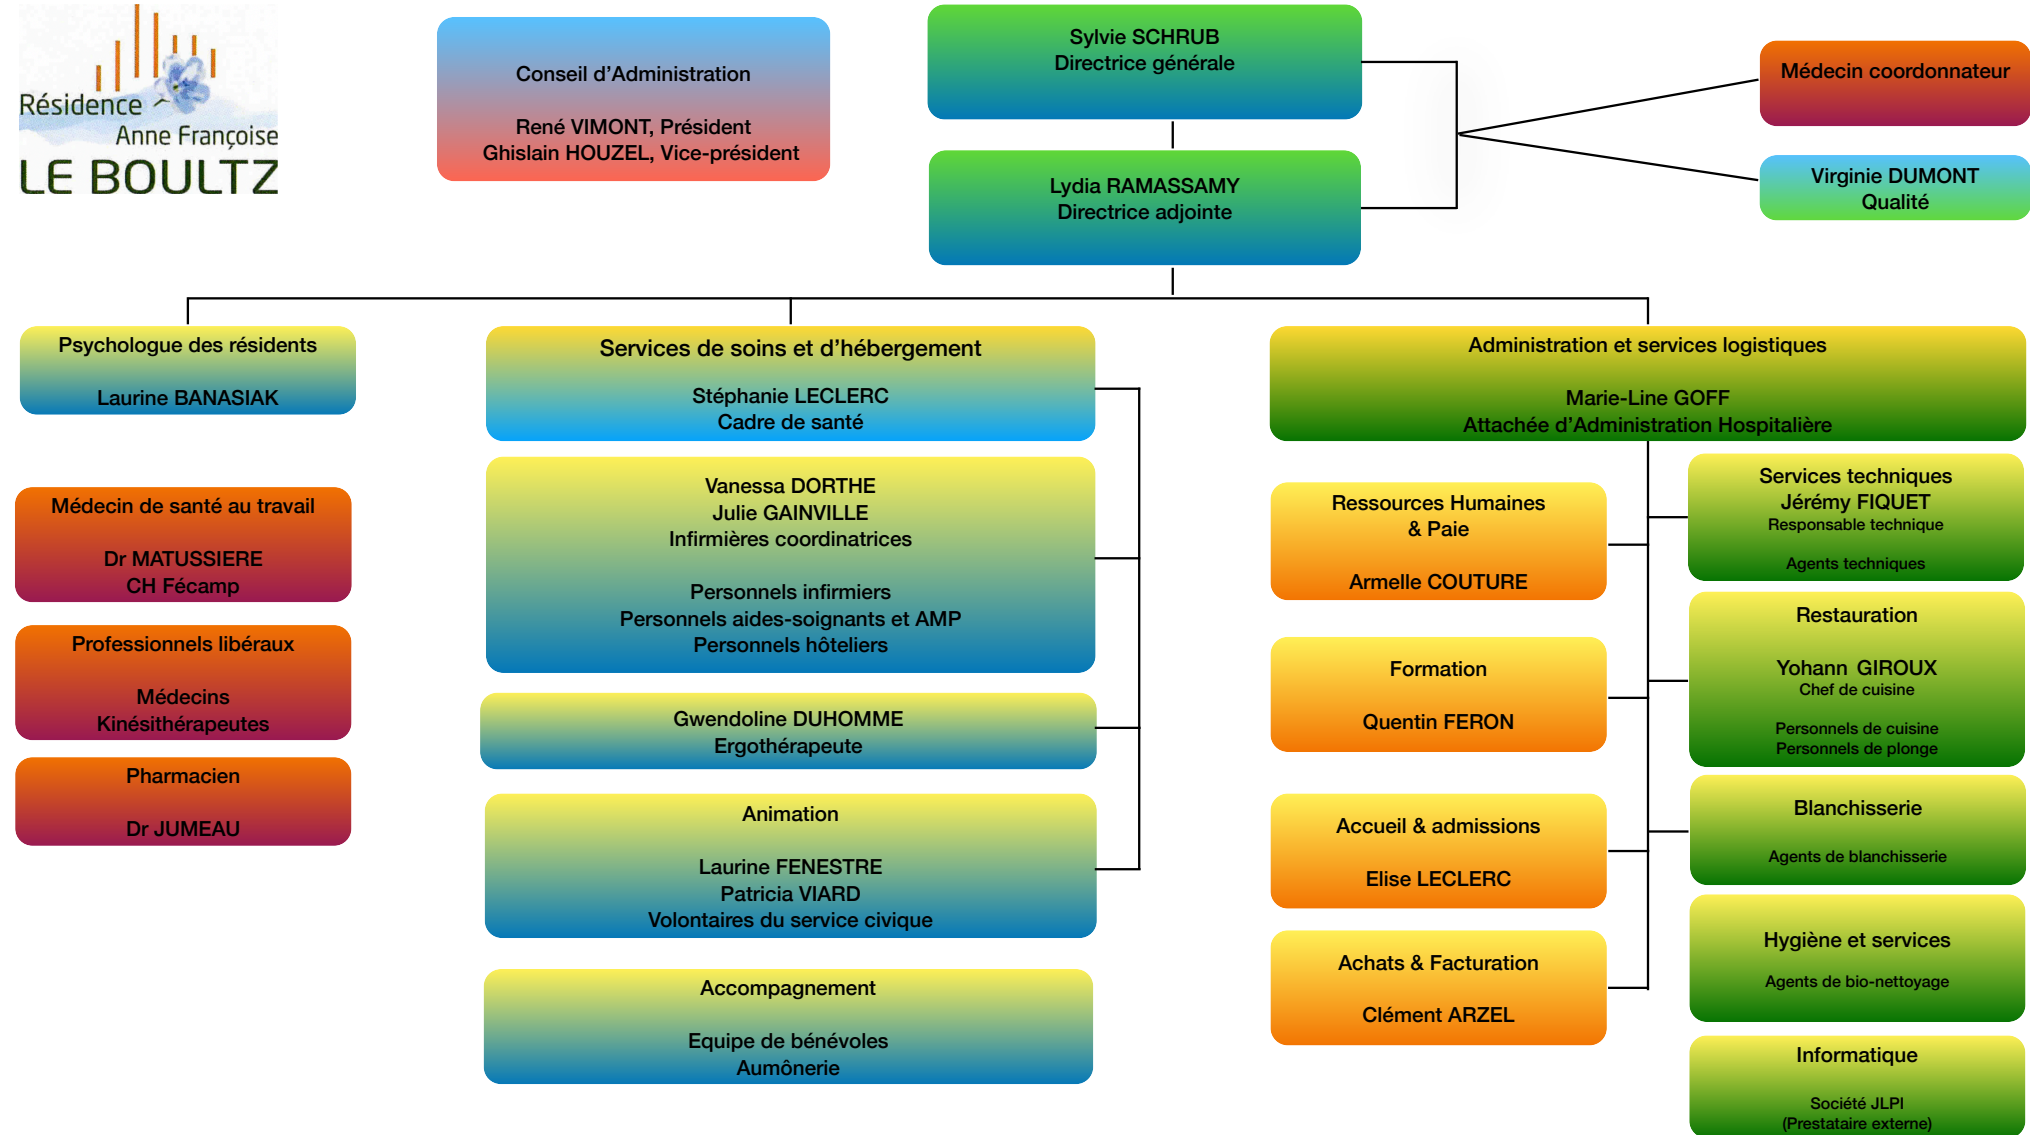 Résidence
Anne Françoise
LE BOULTZ
Conseil d’Administration
René VIMONT, Président
Ghislain HOUZEL, Vice-président
Sylvie SCHRUB
Directrice générale
Lydia RAMASSAMY
Directrice adjointe
Médecin coordonnateur
Virginie DUMONT
Qualité
Psychologue des résidents
Laurine BANASIAK
Médecin de santé au travail
Dr MATUSSIERE
CH Fécamp
Professionnels libéraux
Médecins
Kinésithérapeutes
Pharmacien
Dr JUMEAU
Services de soins et d’hébergement
Stéphanie LECLERC
Cadre de santé
Vanessa DORTHE
Julie GAINVILLE
Infirmières coordinatrices
Personnels infirmiers
Personnels aides-soignants et AMP
Personnels hôteliers
Gwendoline DUHOMME
Ergothérapeute
Animation
Laurine FENESTRE
Patricia VIARD
Volontaires du service civique
Accompagnement
Equipe de bénévoles
Aumônerie
Administration et services logistiques
Marie-Line GOFF
Attachée d’Administration Hospitalière
Ressources Humaines
& Paie
Armelle COUTURE
Formation
Quentin FERON
Accueil & admissions
Elise LECLERC
Achats & Facturation
Clément ARZEL
Services techniques
Jérémy FIQUET
Responsable technique
Agents techniques
Restauration
Yohann GIROUX
Chef de cuisine
Personnels de cuisine
Personnels de plonge
Blanchisserie
Agents de blanchisserie
Hygiène et services
Agents de bio-nettoyage
Informatique
Société JLPI
(Prestataire externe)